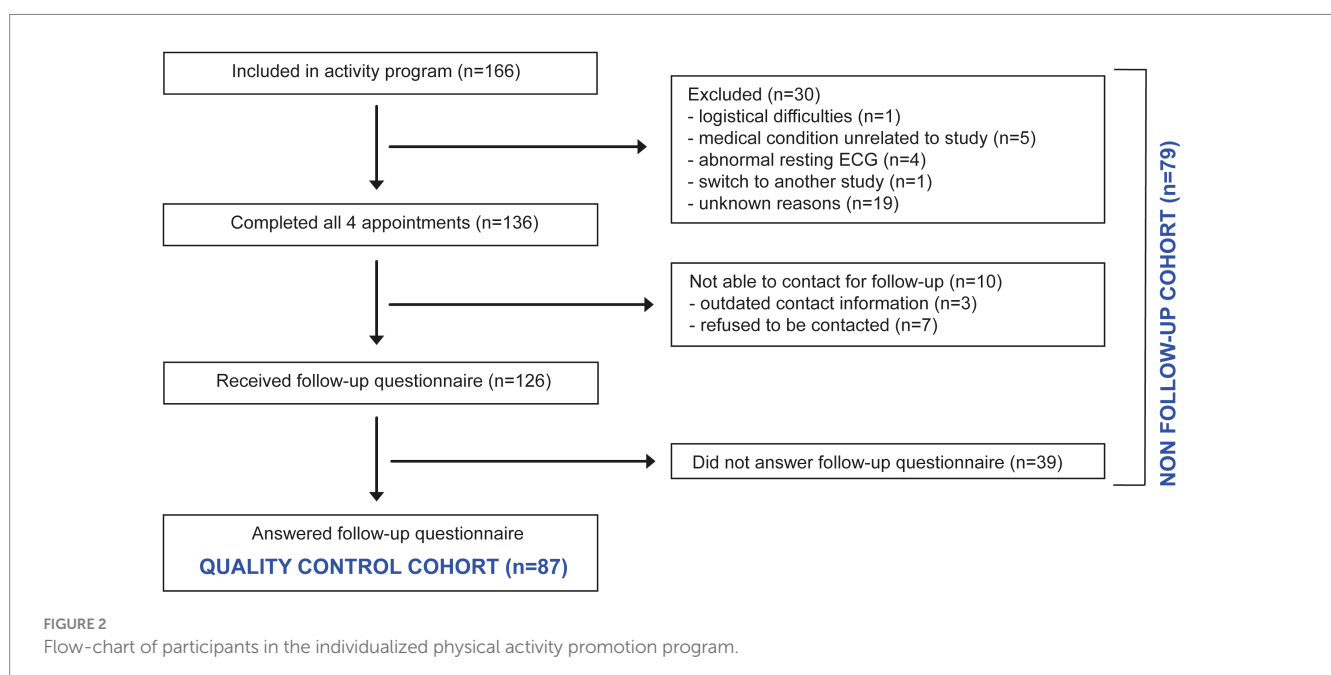 Included in activity program (n=166)
Excluded (n=30)
- logistical difficulties (n=1)
- medical condition unrelated to study (n=5)
- abnormal resting ECG (n=4)
- switch to another study (n=1)
- unknown reasons (n=19)
Completed all 4 appointments (n=136)
Not able to contact for follow-up (n=10)
- outdated contact information (n=3)
- refused to be contacted (n=7)
Received follow-up questionnaire (n=126)
Did not answer follow-up questionnaire (n=39)
Answered follow-up questionnaire
QUALITY CONTROL COHORT (n=87)
NON FOLLOW-UP COHORT (n=79)
FIGURE 2
Flow-chart of participants in the individualized physical activity promotion program.